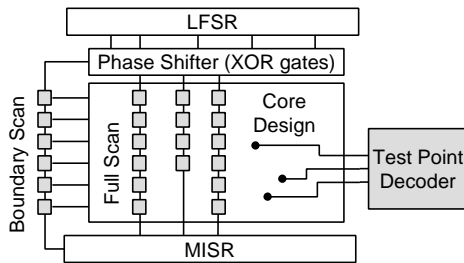 LFSR
Phase Shifter (XOR gates)
Boundary Scan
Full Scan
Core
Design
Test Point
Decoder
MISR